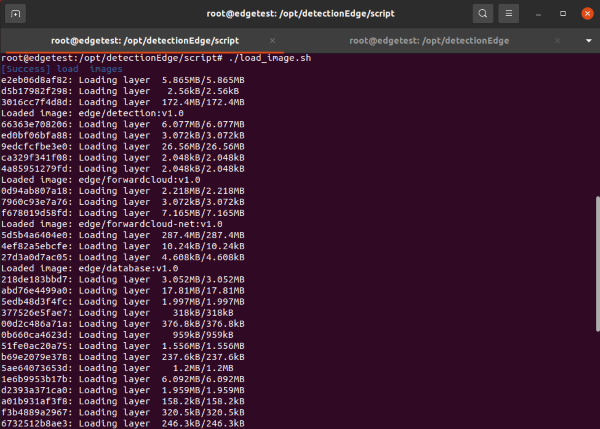 root@edgetest: /opt/detectionEdge/script
root@edgetest: /opt/detectionEdge/script
root@edgetest: /opt/detectionEdge
root@edgetest:/opt/detectionEdge/script# ./load_image.sh
[Success] load  images
e2eb06d8af82: Loading layer  5.865MB/5.865MB
d5b17982f298: Loading layer   2.56kB/2.56kB
3016cc7f4d8d: Loading layer  172.4MB/172.4MB
Loaded image: edge/detection:v1.0
66363e708206: Loading layer  6.077MB/6.077MB
ed0bf06bfa88: Loading layer  3.072kB/3.072kB
9edcfcfbe3e0: Loading layer  26.56MB/26.56MB
ca329f341f08: Loading layer  2.048kB/2.048kB
4a85951279fd: Loading layer  2.048kB/2.048kB
Loaded image: edge/forwardcloud:v1.0
0d94ab807a18: Loading layer  2.218MB/2.218MB
7960c93e7a76: Loading layer  3.072kB/3.072kB
f678019d58fd: Loading layer  7.165MB/7.165MB
Loaded image: edge/forwardcloud-net:v1.0
5d5b4a6404e0: Loading layer  287.4MB/287.4MB
4ef82a5ebcfe: Loading layer  10.24kB/10.24kB
27d3a0d7ac05: Loading layer  4.608kB/4.608kB
Loaded image: edge/database:v1.0
218de183bbd7: Loading layer  3.052MB/3.052MB
abd76e4499a0: Loading layer  17.81MB/17.81MB
5edb48d3f4fc: Loading layer  1.997MB/1.997MB
377526e5fae7: Loading layer    318kB/318kB
00d2c486a71a: Loading layer  376.8kB/376.8kB
0b660ca4623d: Loading layer    959kB/959kB
51fe0ac20a75: Loading layer  1.556MB/1.556MB
b69e2079e378: Loading layer  237.6kB/237.6kB
5ae64073653d: Loading layer    1.2MB/1.2MB
1e6b9953b17b: Loading layer  6.092MB/6.092MB
d2393a371ca0: Loading layer  1.959MB/1.959MB
a01b931af3f8: Loading layer  158.2kB/158.2kB
f3b4889a2967: Loading layer  320.5kB/320.5kB
6732512b8ae3: Loading layer  246.3kB/246.3kB